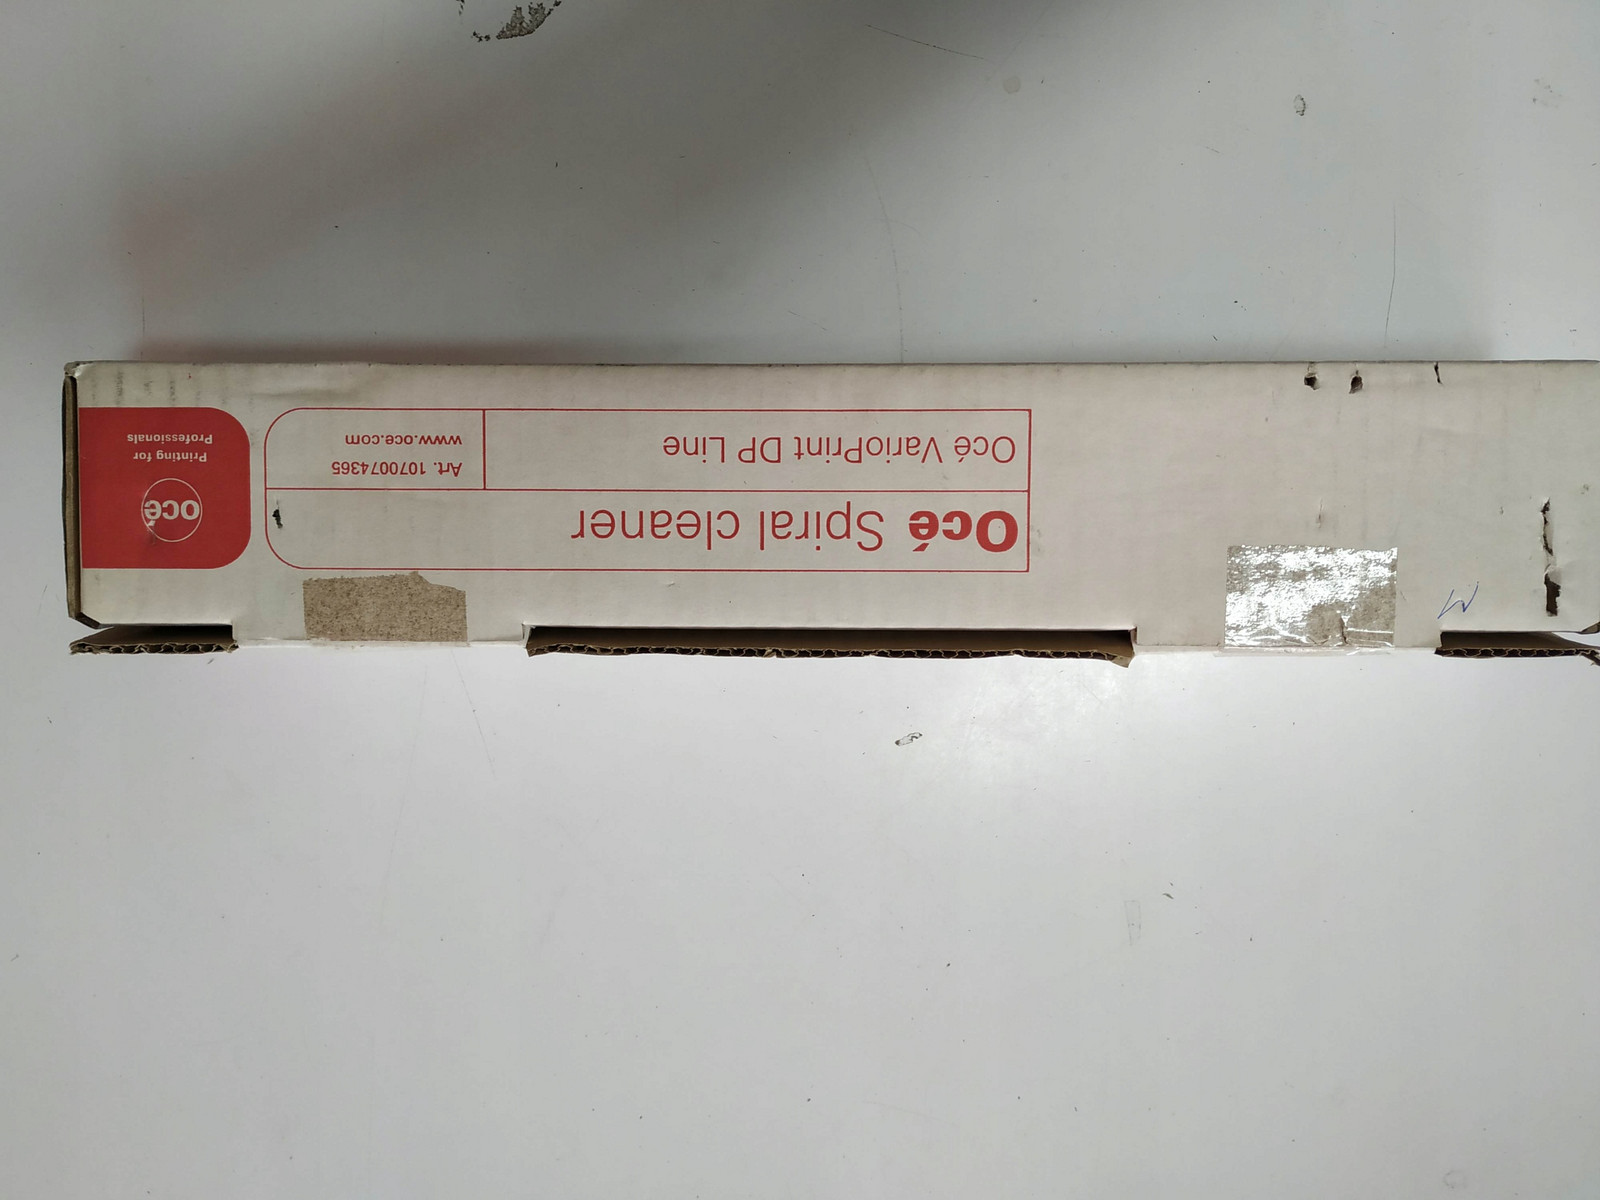 Océ Spiral cleaner
Océ VarioPrint DP Line
Art. 1070074365
www.oce.com
océ
Printing for
Professionals